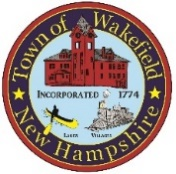 Town of Wakefield
INCORPORATED 1774
LAKES VILLAGES
New Hampshire